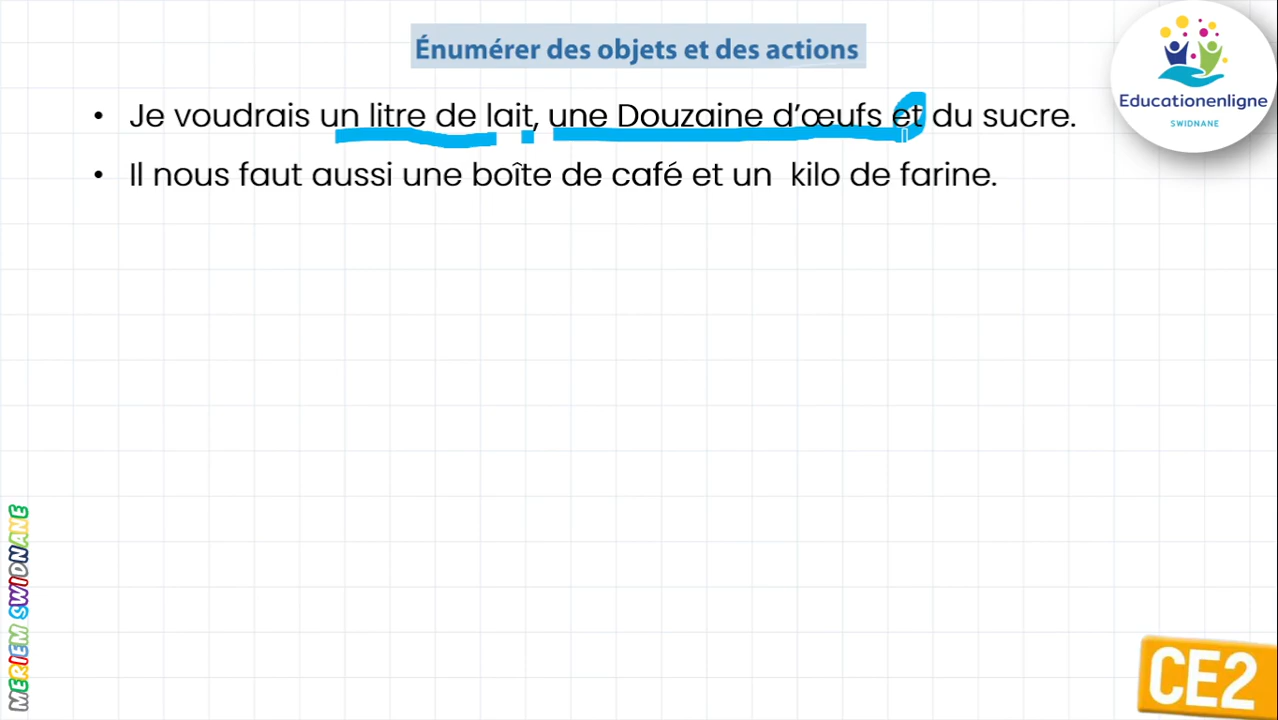 Énumérer des objets et des actions
• Je voudrais un litre de lait, une Douzaine d’œufs et du sucre.
• Il nous faut aussi une boîte de café et un kilo de farine.
Educationenligne
SWIDNANE
MERIEM SWIDNANE
CE2